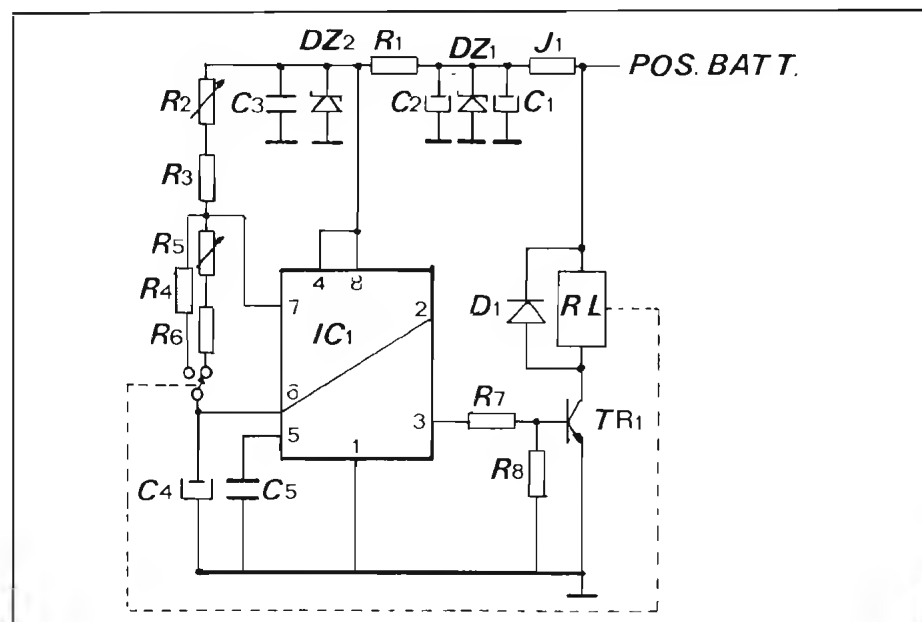 DZ2 R1 DZ1 J1
POS. BATT.
R2 C3 C2 C1
R3
R5
R4
R6
4 8
7 2
IC1
D1 RL
6
5 1 3
R7
TR1
R8
C4 C5